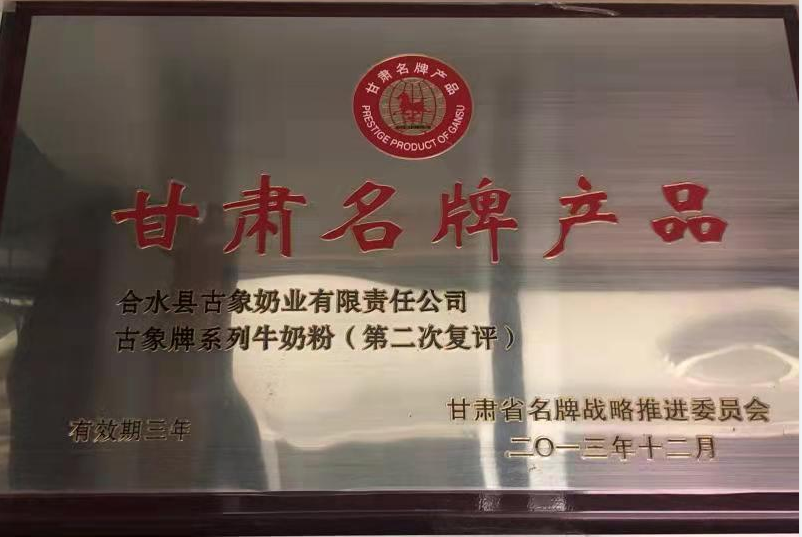 甘肃名牌产品
PRESTIGE PRODUCT OF GANSU
甘肃名牌产品
合水县古象奶业有限责任公司
古象牌系列牛奶粉（第二次复评）
甘肃省名牌战略推进委员会
有效期三年
二〇一三年十二月